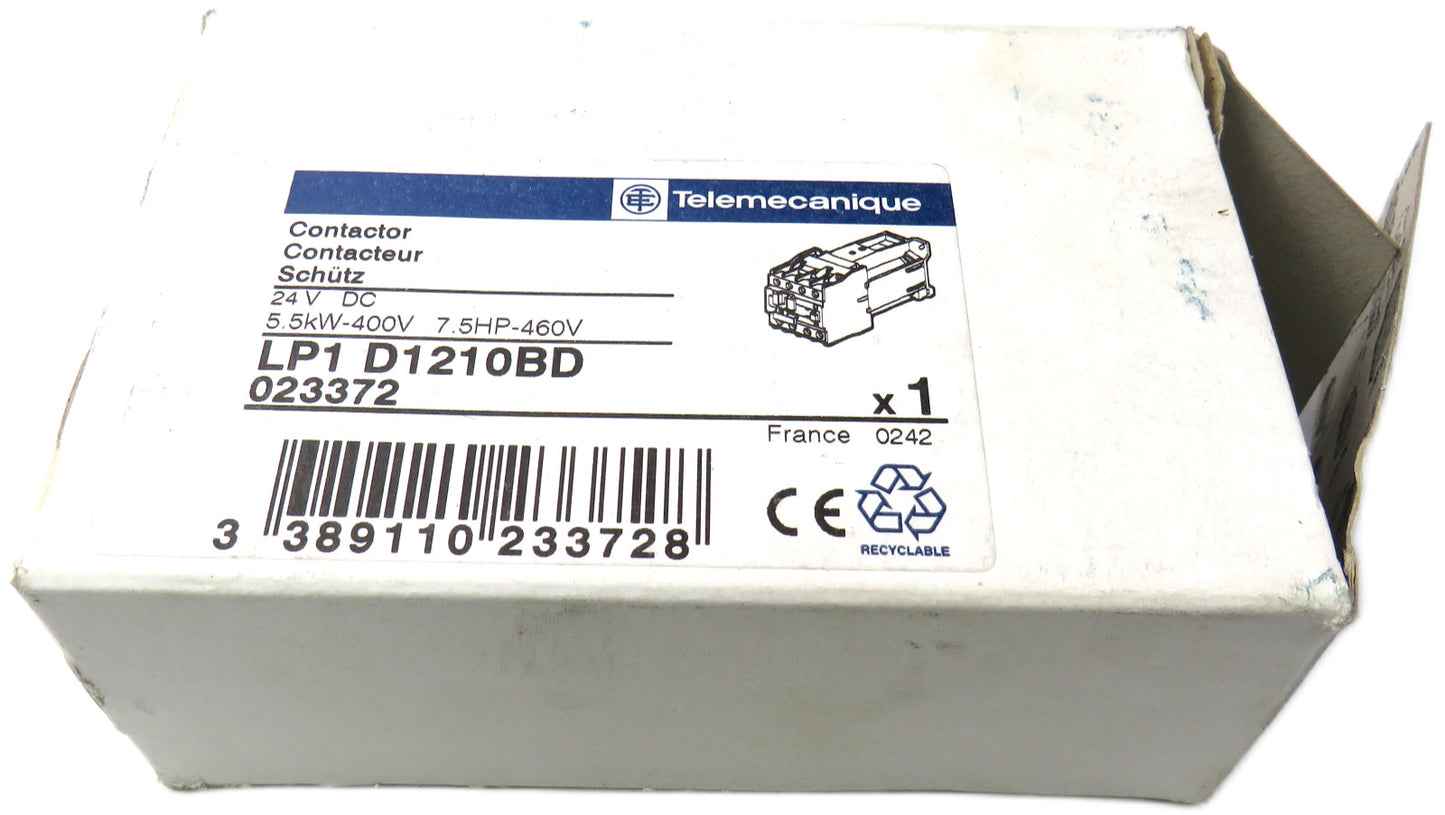 Telemecanique
Contactor
Contacteur
Schütz
24 V DC
5.5kW-400V 7.5HP-460V
LP1 D1210BD
023372
x 1
France 0242
3 389110 233728
CE
RECYCLABLE